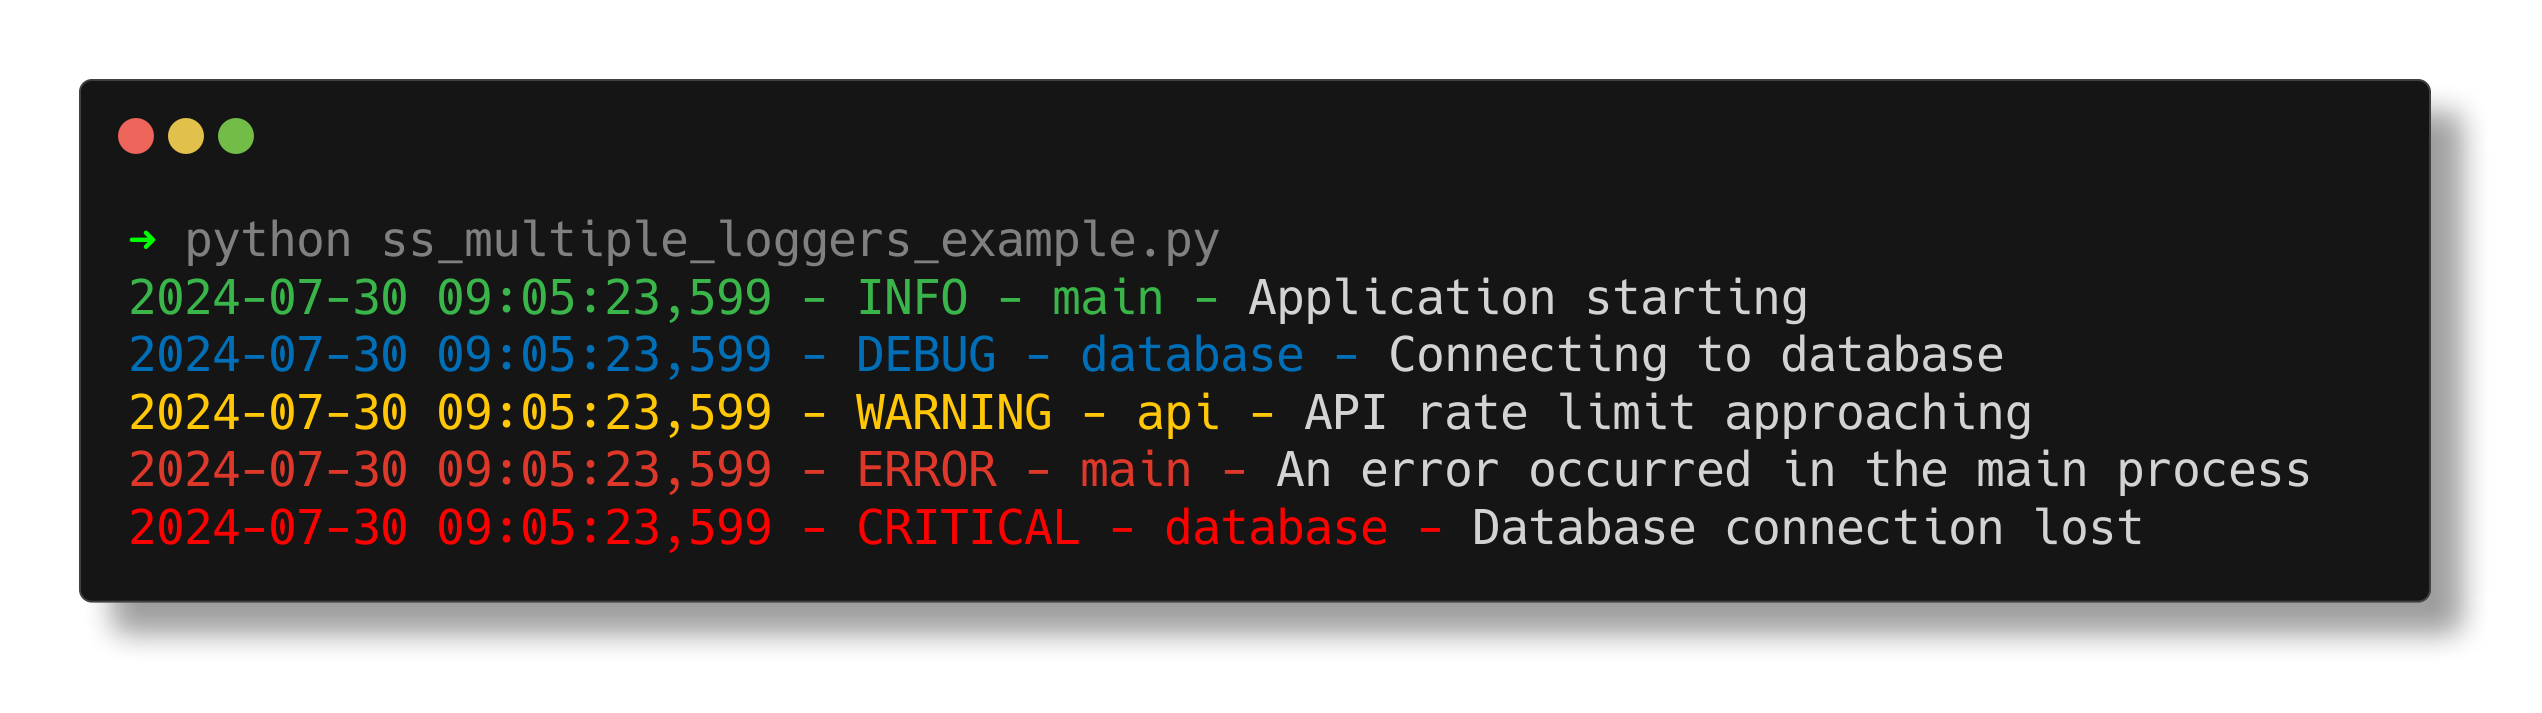 ➜ python ss_multiple_loggers_example.py
2024-07-30 09:05:23,599 - INFO - main - Application starting
2024-07-30 09:05:23,599 - DEBUG - database - Connecting to database
2024-07-30 09:05:23,599 - WARNING - api - API rate limit approaching
2024-07-30 09:05:23,599 - ERROR - main - An error occurred in the main process
2024-07-30 09:05:23,599 - CRITICAL - database - Database connection lost